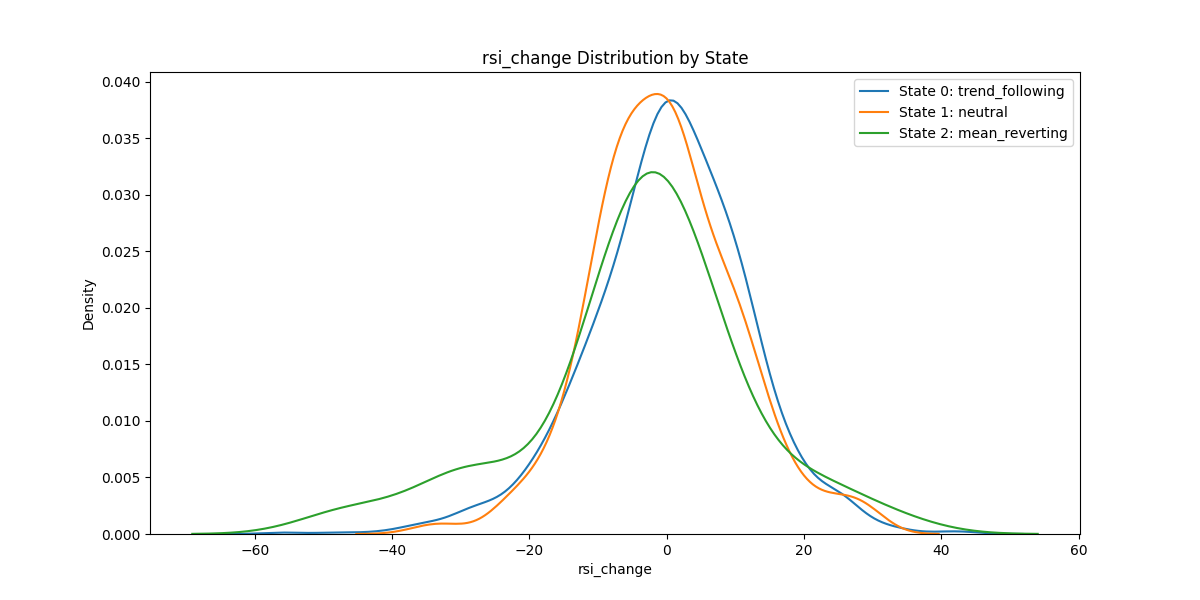 rsi_change Distribution by State
State 0: trend_following
State 1: neutral
State 2: mean_reverting
Density
0.040
0.035
0.030
0.025
0.020
0.015
0.010
0.005
0.000
−60
−40
−20
0
20
40
60
rsi_change